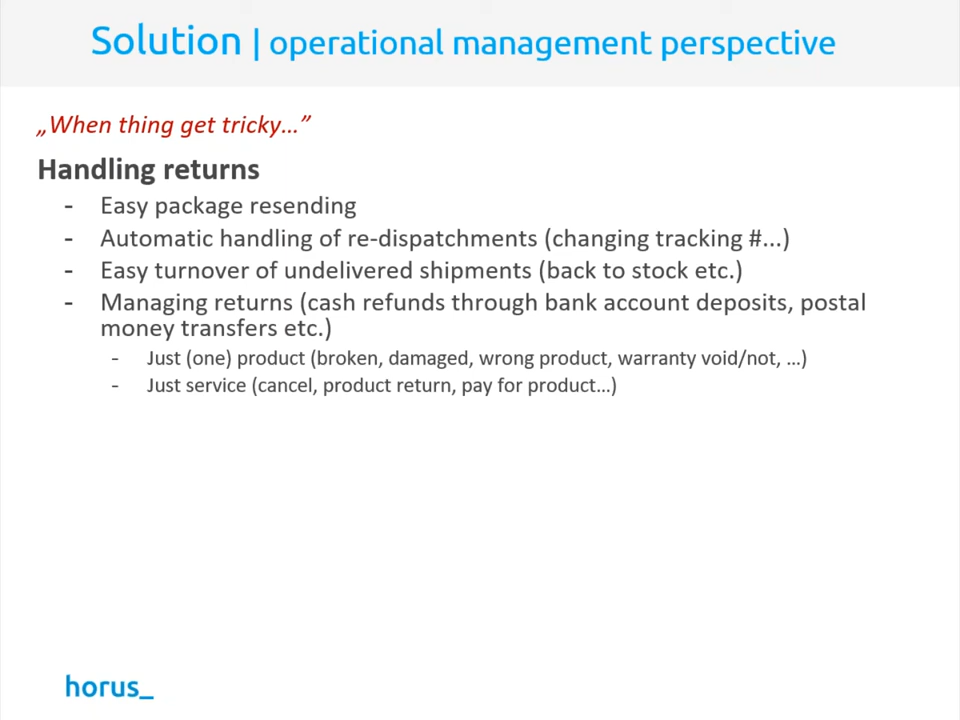 Solution | operational management perspective
„When thing get tricky…”
Handling returns
- Easy package resending
- Automatic handling of re-dispatchments (changing tracking #...)
- Easy turnover of undelivered shipments (back to stock etc.)
- Managing returns (cash refunds through bank account deposits, postal
money transfers etc.)
- Just (one) product (broken, damaged, wrong product, warranty void/not, …)
- Just service (cancel, product return, pay for product…)
horus_